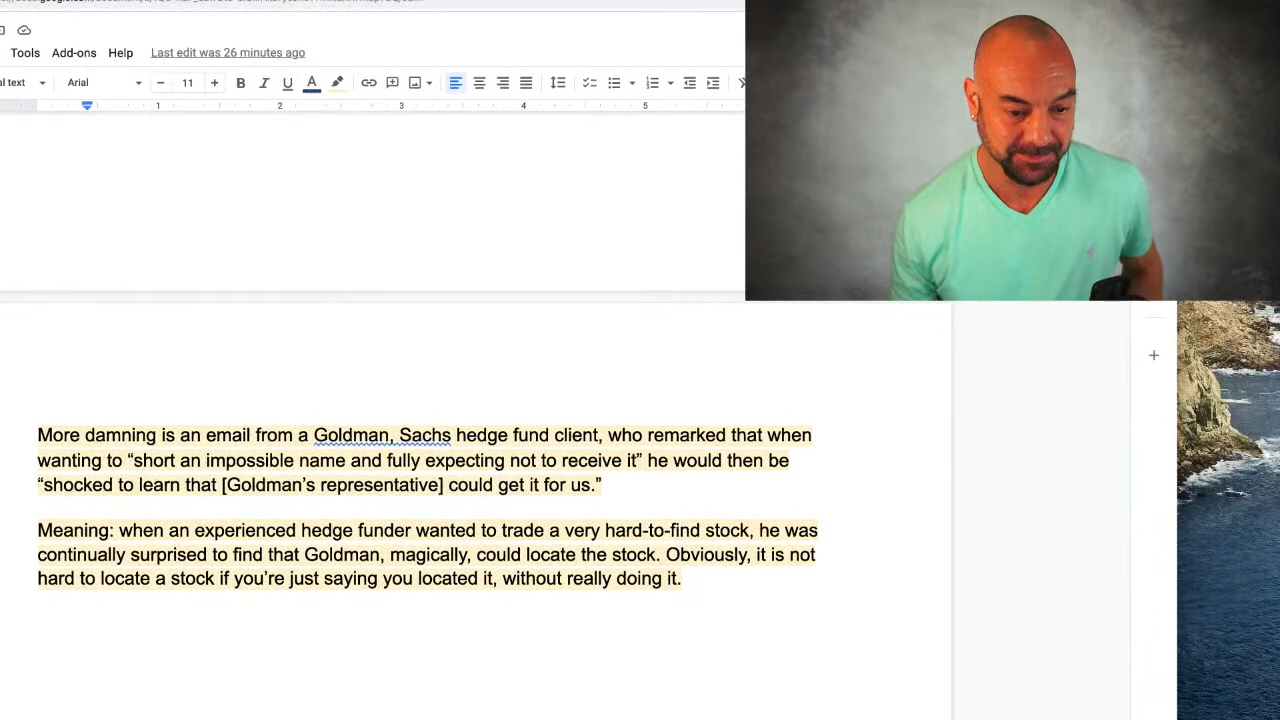 Tools Add-ons Help Last edit was 26 minutes ago
al text Arial 11 B I U A
1 2 3 4 5
More damning is an email from a Goldman, Sachs hedge fund client, who remarked that when
wanting to “short an impossible name and fully expecting not to receive it” he would then be
“shocked to learn that [Goldman’s representative] could get it for us.”
Meaning: when an experienced hedge funder wanted to trade a very hard-to-find stock, he was
continually surprised to find that Goldman, magically, could locate the stock. Obviously, it is not
hard to locate a stock if you’re just saying you located it, without really doing it.